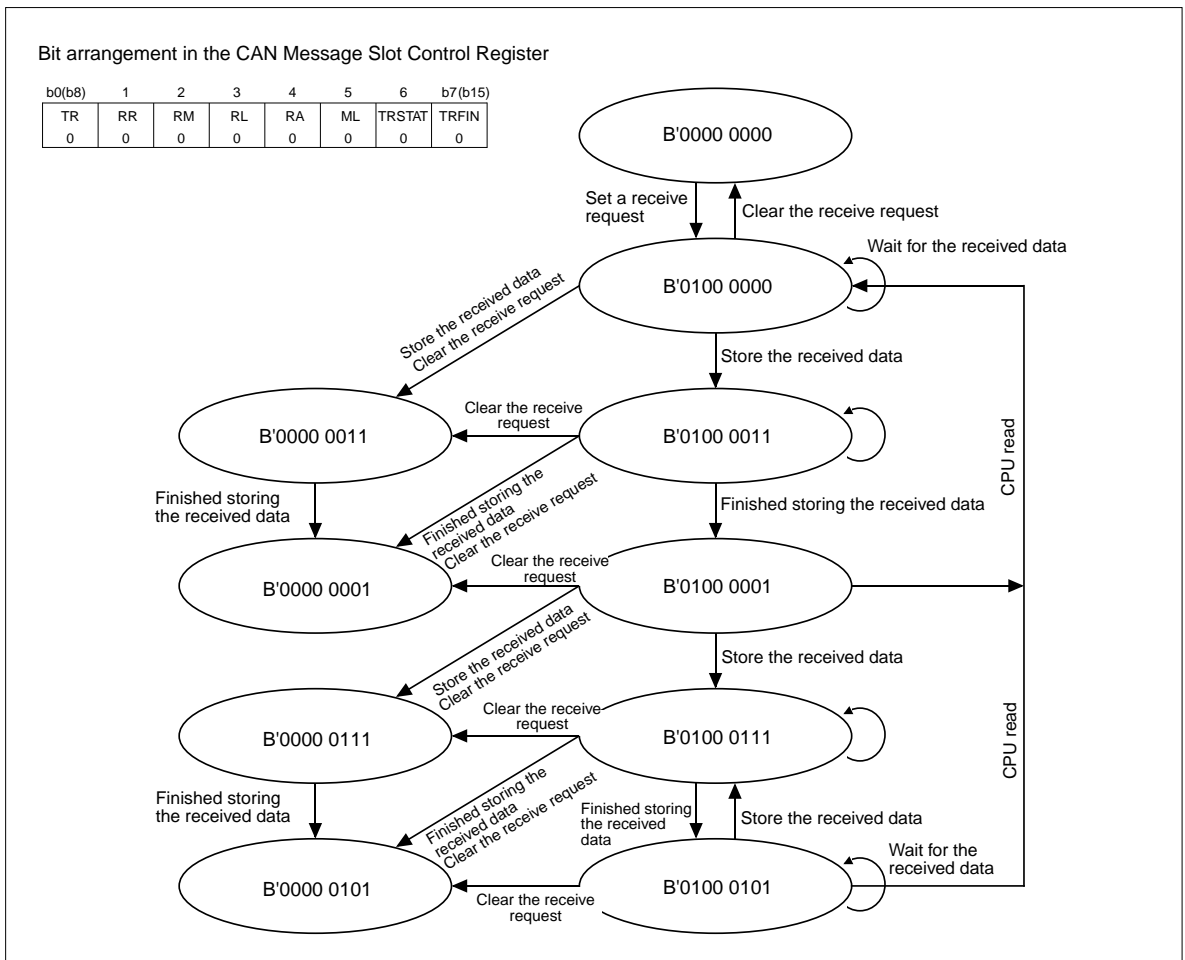 Bit arrangement in the CAN Message Slot Control Register
b0(b8) 1 2 3 4 5 6 b7(b15)
TR RR RM RL RA ML TRSTAT TRFIN
0 0 0 0 0 0 0 0
B'0000 0000
Set a receive
request
Clear the receive request
Wait for the received data
B'0100 0000
Store the received data
Clear the receive request
Store the received data
B'0000 0011
Clear the receive
request
B'0100 0011
CPU read
Finished storing
the received data
Finished storing the
received data
Clear the receive request
Finished storing the received data
B'0000 0001
Clear the receive
request
B'0100 0001
Store the received data
Clear the receive request
Store the received data
B'0000 0111
Clear the receive
request
B'0100 0111
CPU read
Finished storing
the received data
Finished storing the
received data
Clear the receive request
Finished storing
the received
data
Store the received data
B'0000 0101
Clear the receive
request
B'0100 0101
Wait for the
received data